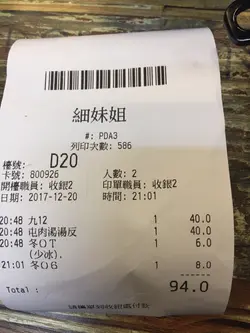 細妹姐
#: PDA3
列印次數: 586
檯號:
D20
卡號: 800926 人數: 2
開檯職員: 收銀2 印單職員: 收銀2
日期: 2017-12-20 時間: 21:01
20:48 九12 1 40.0
20:48 屯肉湯湯反 1 40.0
20:48 冬OT 1 6.0
(少冰).
21:01 冬06 1 8.0
Total : 94.0